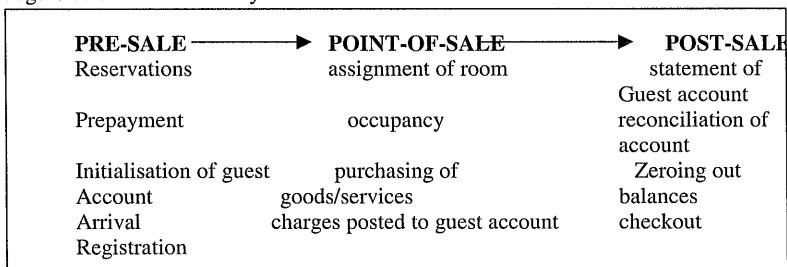 PRE-SALE POINT-OF-SALE POST-SALE
Reservations assignment of room statement of
Guest account
Prepayment occupancy reconciliation of
account
Initialisation of guest purchasing of Zeroing out
Account goods/services balances
Arrival charges posted to guest account checkout
Registration